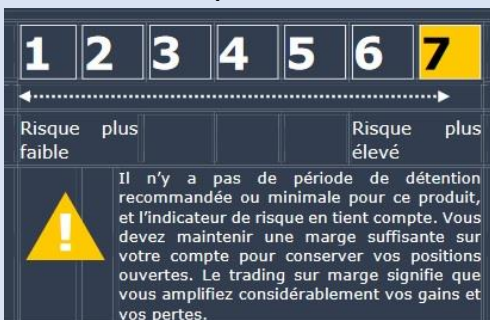 1 2 3 4 5 6 7
Risque plus faible
Risque plus élevé
!
Il n'y a pas de période de détention
recommandée ou minimale pour ce produit,
et l'indicateur de risque en tient compte. Vous
devez maintenir une marge suffisante sur
votre compte pour conserver vos positions
ouvertes. Le trading sur marge signifie que
vous amplifiez considérablement vos gains et
vos pertes.